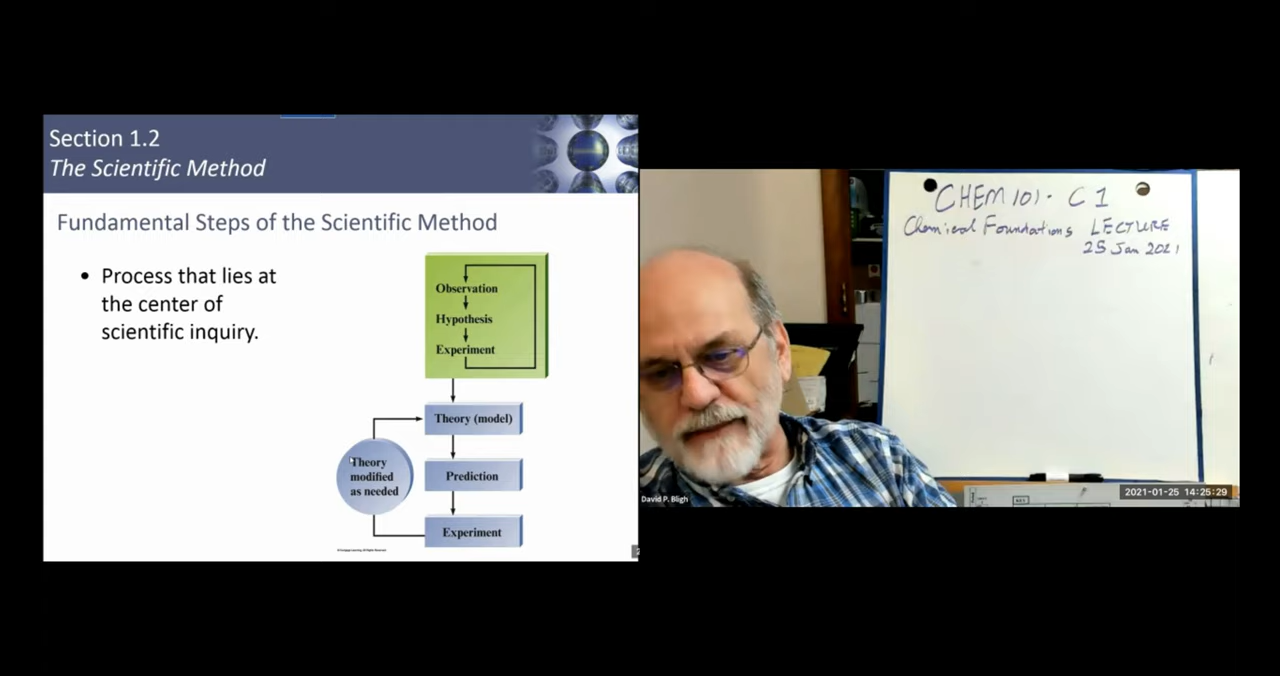 Section 1.2
The Scientific Method
Fundamental Steps of the Scientific Method
• Process that lies at
the center of
scientific inquiry.
Observation
Hypothesis
Experiment
Theory (model)
Theory
modified
as needed
Prediction
Experiment
CHEM 101. C 1
Chemical Foundations LECTURE
25 Jan 2021
David P. Bligh
2021-01-25 14:25:29